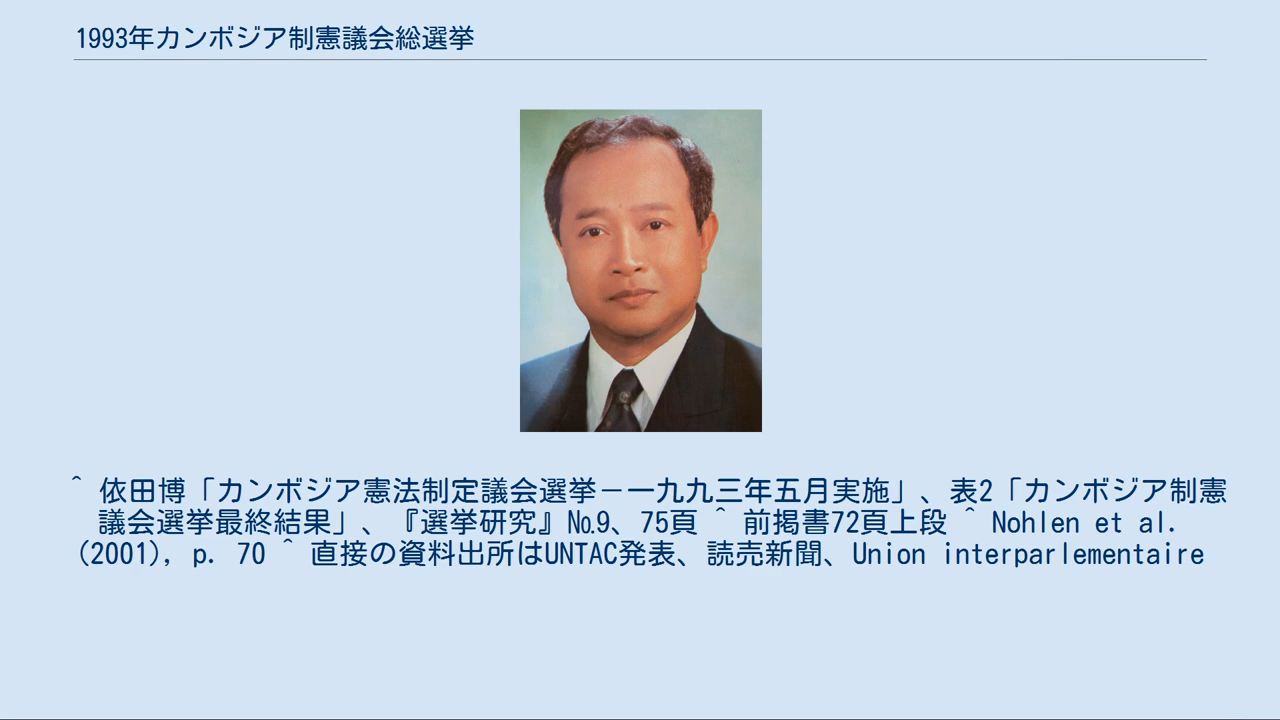 1993年カンボジア制憲議会総選挙
^ 依田博「カンボジア憲法制定議会選挙－一九九三年五月実施」、表2「カンボジア制憲
議会選挙最終結果」、『選挙研究』№9、75頁 ^ 前掲書72頁上段 ^ Nohlen et al.
(2001), p. 70 ^ 直接の資料出所はUNTAC発表、読売新聞、Union interparlementaire